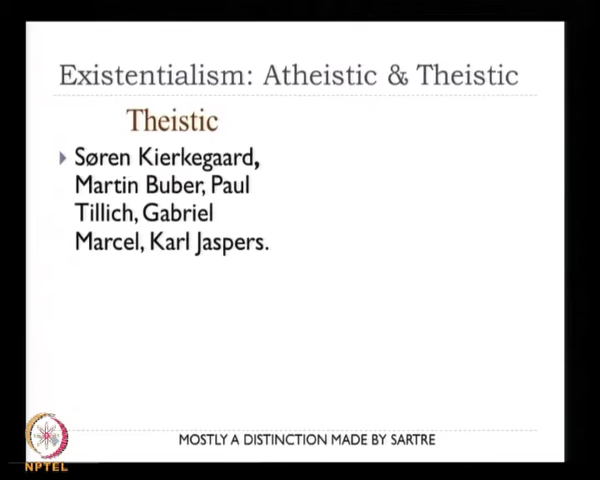 Existentialism: Atheistic & Theistic
Theistic
Søren Kierkegaard,
Martin Buber, Paul
Tillich, Gabriel
Marcel, Karl Jaspers.
MOSTLY A DISTINCTION MADE BY SARTRE
NPTEL